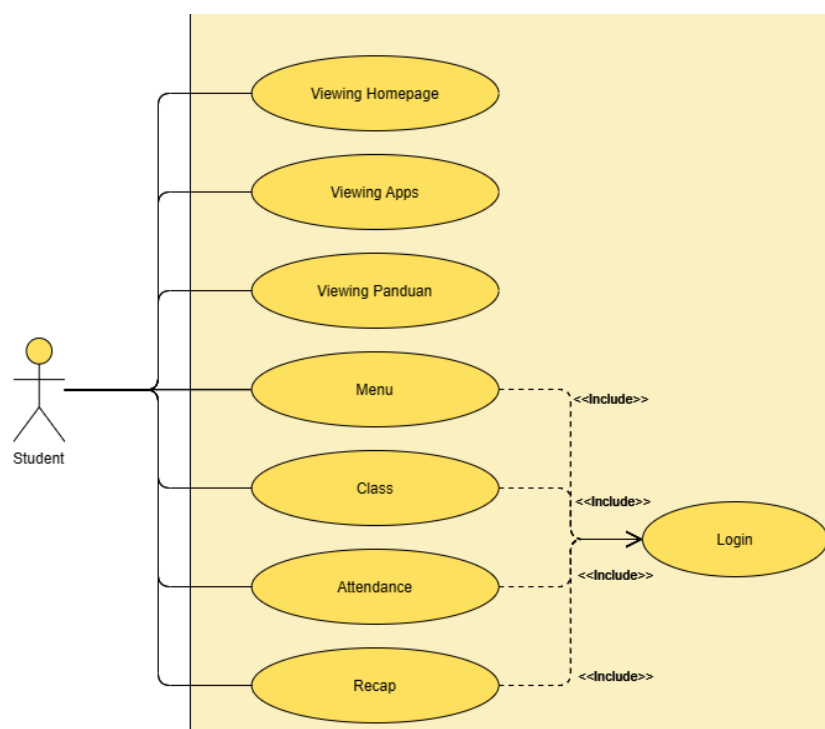 Viewing Homepage
Viewing Apps
Viewing Panduan
Menu
<<Include>>
Student
Class
<<Include>>
Login
Attendance
<<Include>>
Recap
<<Include>>